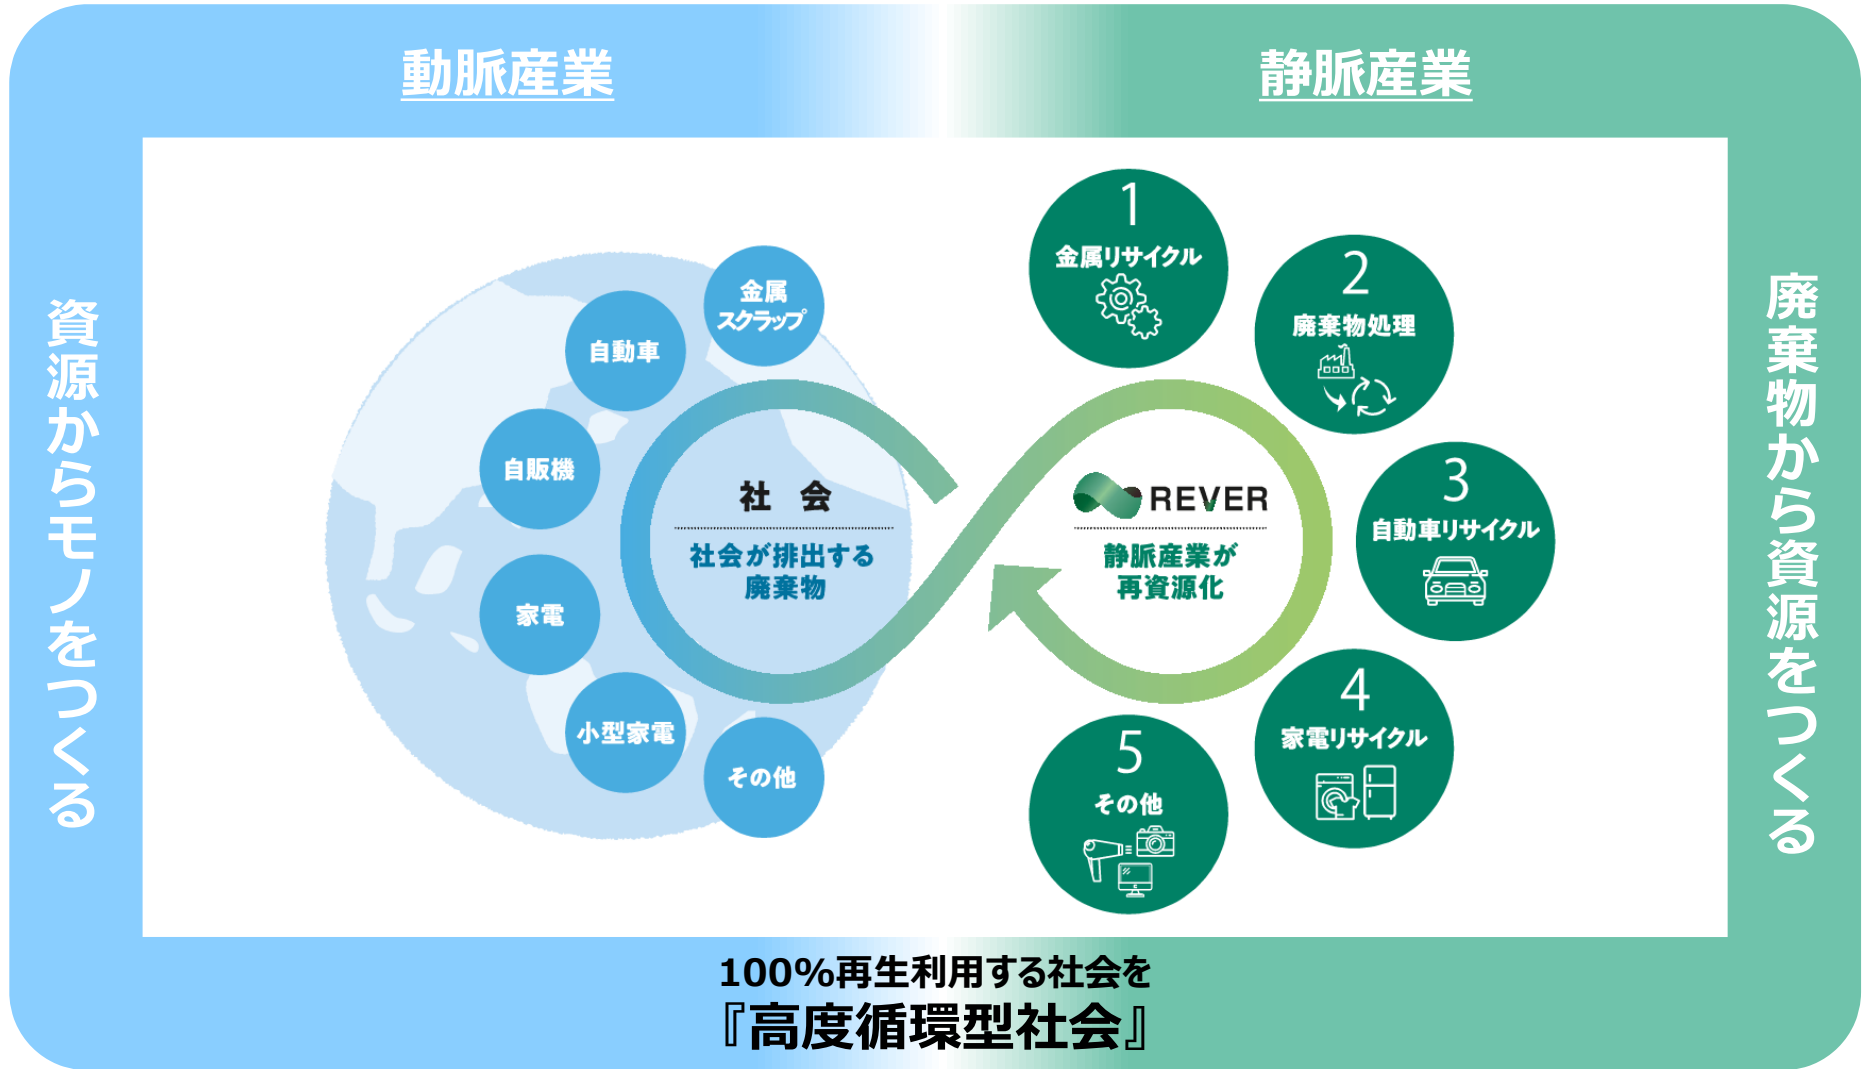 動脈産業
静脈産業
資源からモノをつくる
金属
スクラップ
自動車
自販機
家電
小型家電
その他
社 会
社会が排出する
廃棄物
REVER
静脈産業が
再資源化
1
金属リサイクル
2
廃棄物処理
3
自動車リサイクル
4
家電リサイクル
5
その他
廃棄物から資源をつくる
100%再生利用する社会を
『高度循環型社会』